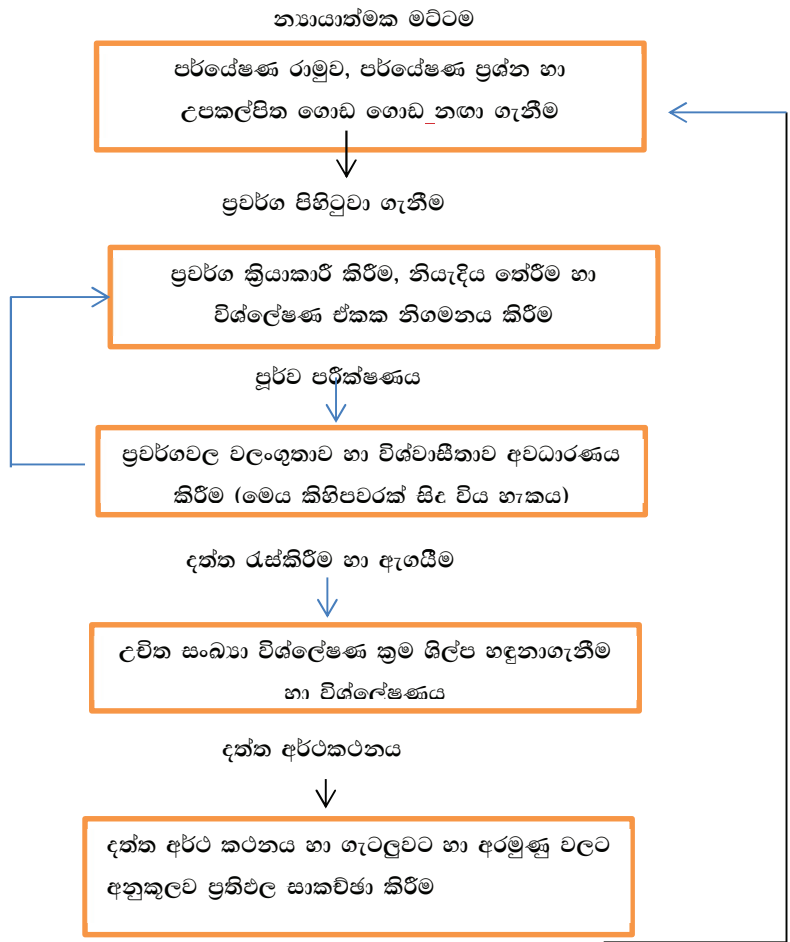 න්‍යායාත්මක මට්ටම
පර්යේෂණ රාමුව, පර්යේෂණ ප්‍රශ්න හා
උපකල්පිත ගොඩ ගොඩ_නඟා ගැනීම
ප්‍රවර්ග පිහිටුවා ගැනීම
ප්‍රවර්ග ක්‍රියාකාරී කිරීම, නියැදිය තේරීම හා
විශ්ලේෂණ ඒකක නිගමනය කිරීම
පූර්ව පරීක්ෂණය
ප්‍රවර්ගවල වලංගුතාව හා විශ්වාසීතාව අවධාරණය
කිරීම (මෙය කිහිපවරක් සිදු විය හැකය)
දත්ත රැස්කිරීම හා ඇගයීම
උචිත සංඛ්‍යා විශ්ලේෂණ ක්‍රම ශිල්ප හඳුනාගැනීම
හා විශ්ලේෂණය
දත්ත අර්ථකථනය
දත්ත අර්ථ කථනය හා ගැටලුවට හා අරමුණු වලට
අනුකූලව ප්‍රතිඵල සාකච්ඡා කිරීම